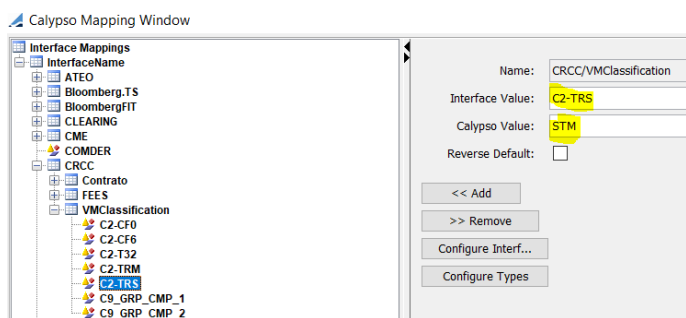 Calypso Mapping Window
Interface Mappings
InterfaceName
ATEO
Bloomberg.TS
BloombergFIT
CLEARING
CME
COMDER
CRCC
Contrato
FEES
VMClassification
C2-CF0
C2-CF6
C2-T32
C2-TRM
C2-TRS
C9_GRP_CMP_1
C9_GRP_CMP_2
Name: CRCC/VMClassification
Interface Value: C2-TRS
Calypso Value: STM
Reverse Default:
<< Add
>> Remove
Configure Interf...
Configure Types